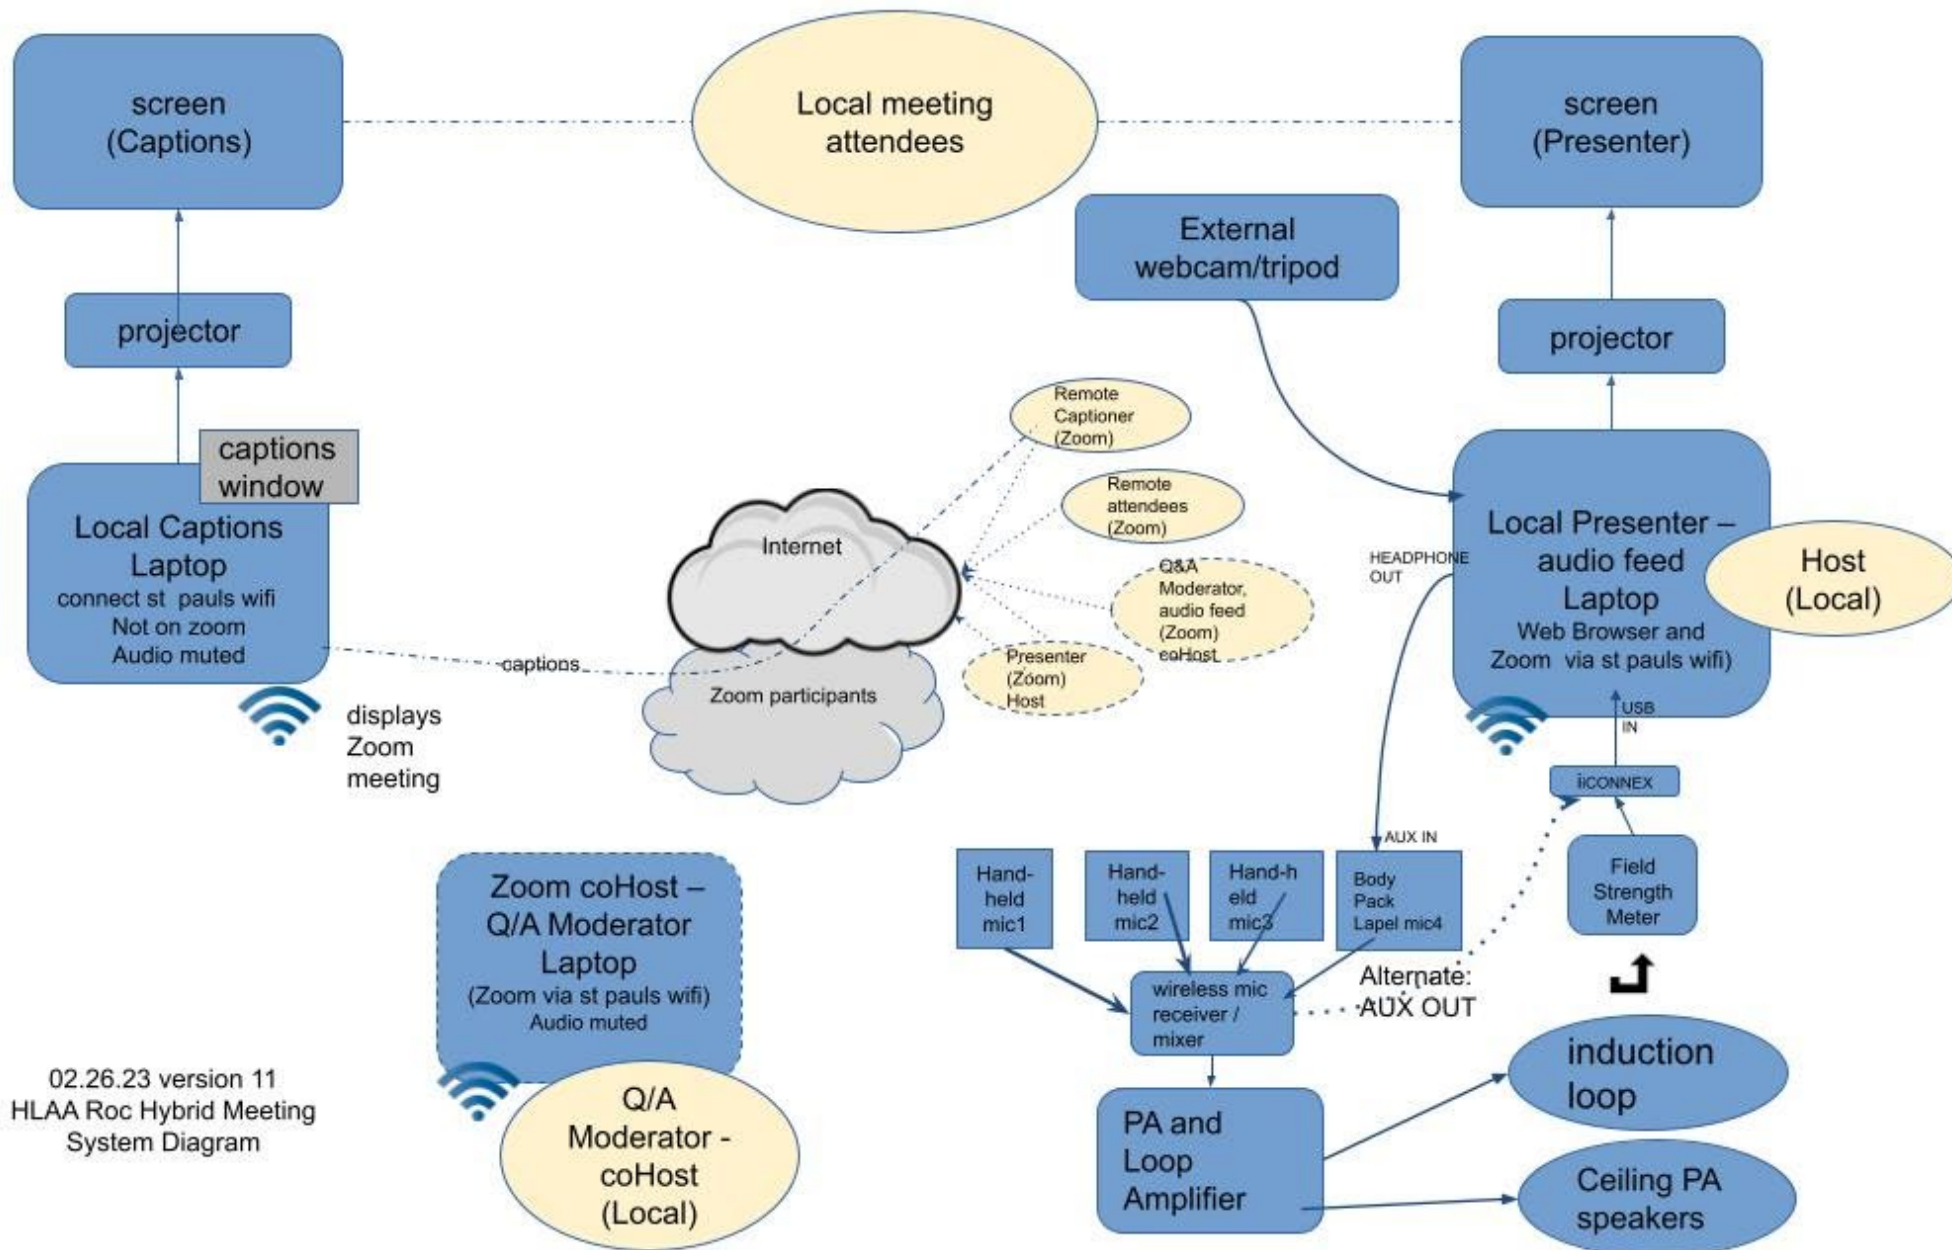 screen
(Captions)
Local meeting
attendees
screen
(Presenter)
External
webcam/tripod
projector
projector
captions
window
Local Captions
Laptop
connect st pauls wifi
Not on zoom
Audio muted
displays
Zoom
meeting
captions
Internet
Zoom participants
Remote
Captioner
(Zoom)
Remote
attendees
(Zoom)
Q&A
Moderator,
audio feed
(Zoom)
coHost
Presenter
(Zoom)
Host
HEADPHONE
OUT
Local Presenter –
audio feed
Laptop
Web Browser and
Zoom via st pauls wifi)
Host
(Local)
USB
IN
iiCONNEX
AUX IN
Field
Strength
Meter
Hand-
held
mic1
Hand-
held
mic2
Hand-h
eld
mic3
Body
Pack
Lapel mic4
Alternate:
AUX OUT
wireless mic
receiver /
mixer
PA and
Loop
Amplifier
induction
loop
Ceiling PA
speakers
Zoom coHost –
Q/A Moderator
Laptop
(Zoom via st pauls wifi)
Audio muted
Q/A
Moderator -
coHost
(Local)
02.26.23 version 11
HLAA Roc Hybrid Meeting
System Diagram